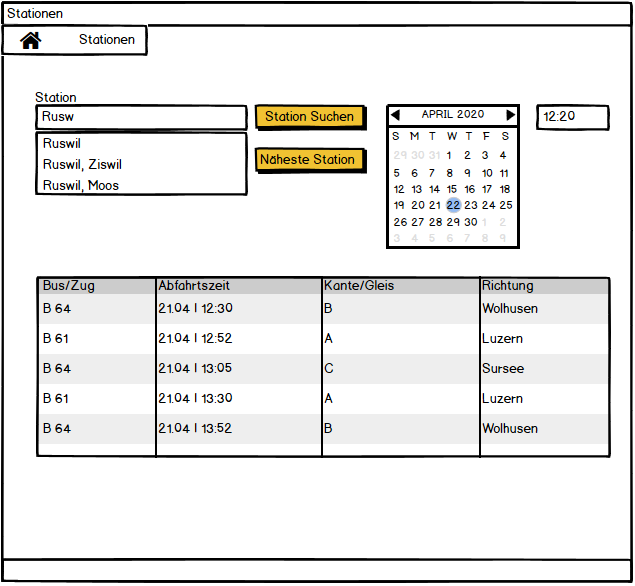 Stationen
Stationen
Station
Rusw
Station Suchen
APRIL 2020
12:20
Ruswil
Ruswil, Ziswil
Ruswil, Moos
Näheste Station
S M T W T F S
29 30 31 1 2 3 4
5 6 7 8 9 10 11
12 13 14 15 16 17 18
19 20 21 22 23 24 25
26 27 28 29 30 1 2
3 4 5 6 7 8 9
Bus/Zug Abfahrtszeit Kante/Gleis Richtung
B 64 21.04 | 12:30 B Wolhusen
B 61 21.04 | 12:52 A Luzern
B 64 21.04 | 13:05 C Sursee
B 61 21.04 | 13:30 A Luzern
B 64 21.04 | 13:52 B Wolhusen